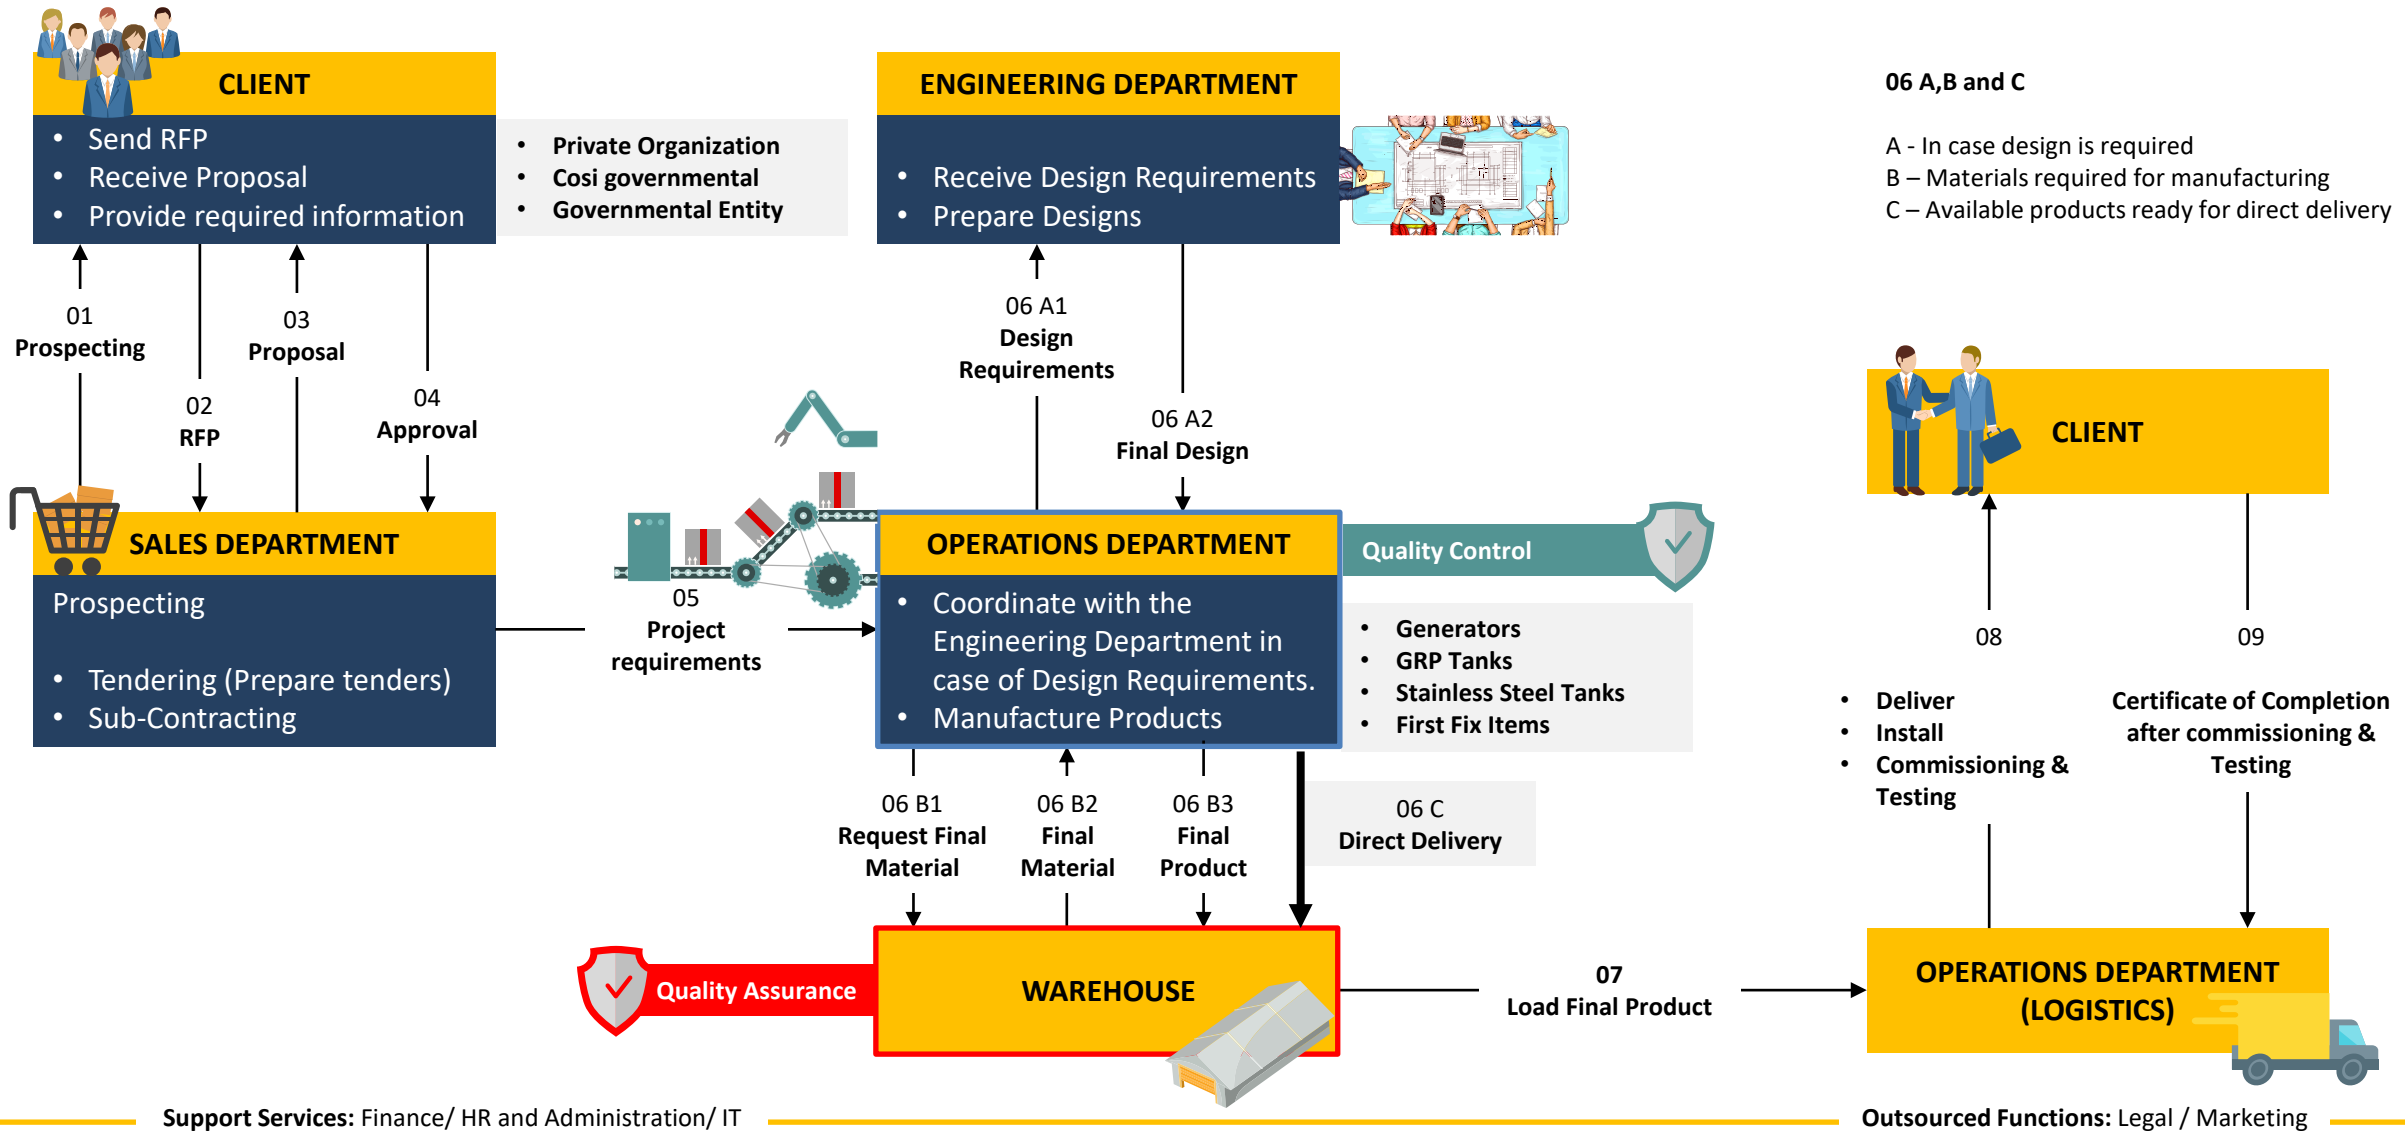 CLIENT
• Send RFP
• Receive Proposal
• Provide required information
• Private Organization
• Cosi governmental
• Governmental Entity
ENGINEERING DEPARTMENT
• Receive Design Requirements
• Prepare Designs
06 A,B and C
A - In case design is required
B – Materials required for manufacturing
C – Available products ready for direct delivery
01
Prospecting
02
RFP
03
Proposal
04
Approval
06 A1
Design
Requirements
06 A2
Final Design
SALES DEPARTMENT
Prospecting
• Tendering (Prepare tenders)
• Sub-Contracting
05
Project
requirements
OPERATIONS DEPARTMENT
• Coordinate with the
Engineering Department in
case of Design Requirements.
• Manufacture Products
Quality Control
• Generators
• GRP Tanks
• Stainless Steel Tanks
• First Fix Items
CLIENT
08
• Deliver
• Install
• Commissioning &
Testing
09
Certificate of Completion
after commissioning &
Testing
06 B1
Request Final
Material
06 B2
Final
Material
06 B3
Final
Product
06 C
Direct Delivery
Quality Assurance
WAREHOUSE
07
Load Final Product
OPERATIONS DEPARTMENT
(LOGISTICS)
Support Services: Finance/ HR and Administration/ IT
Outsourced Functions: Legal / Marketing